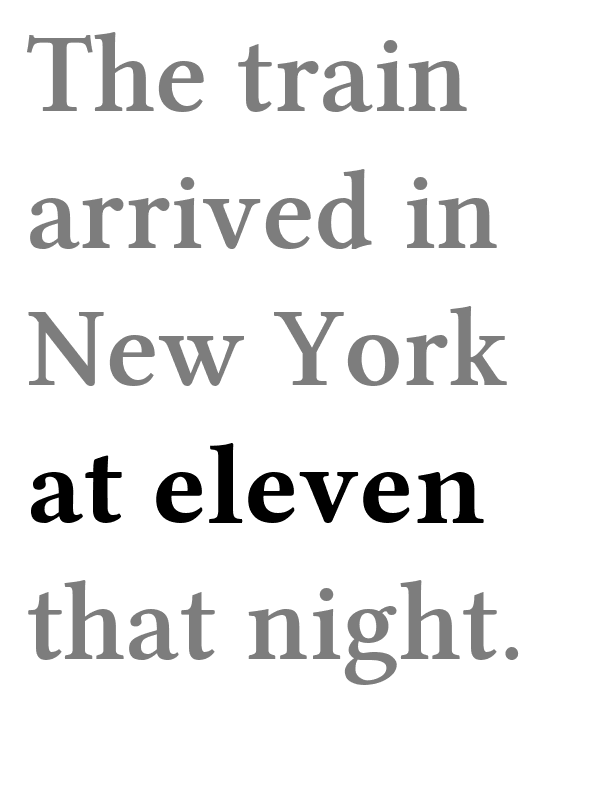 The train
arrived in
New York
at eleven
that night.